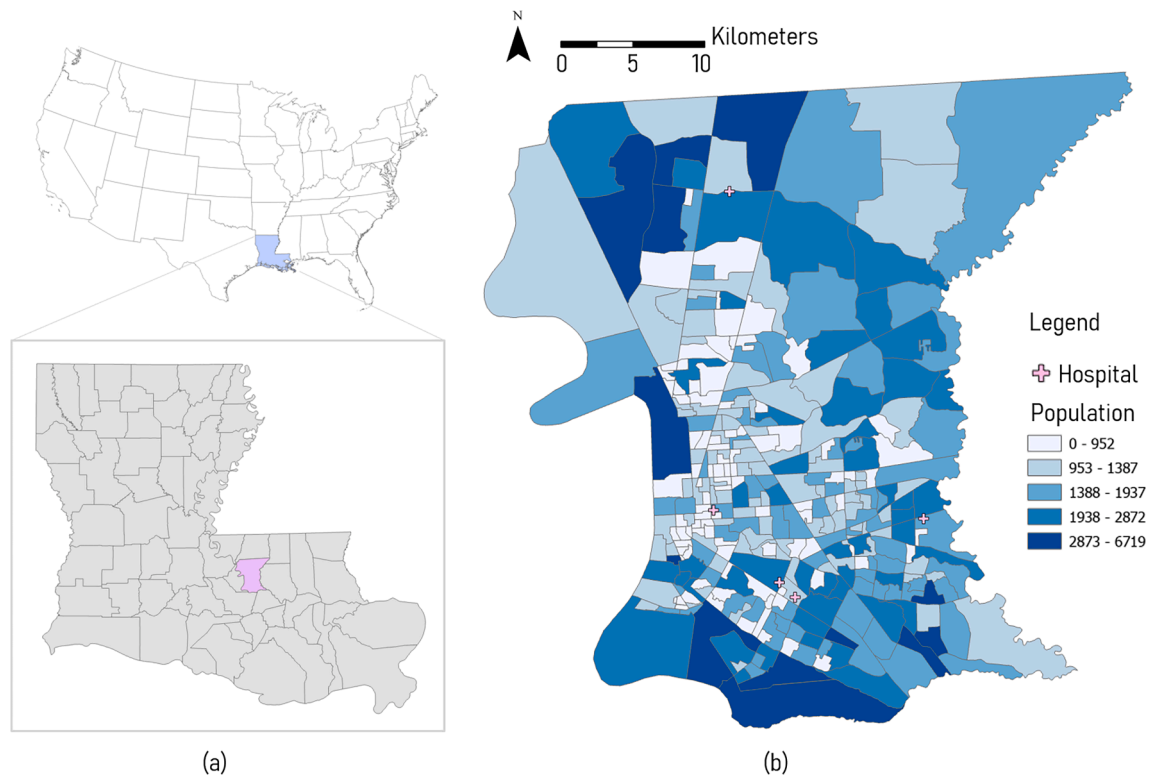 N
Kilometers
0 5 10
Legend
Hospital
Population
0 - 952
953 - 1387
1388 - 1937
1938 - 2872
2873 - 6719
(a)
(b)